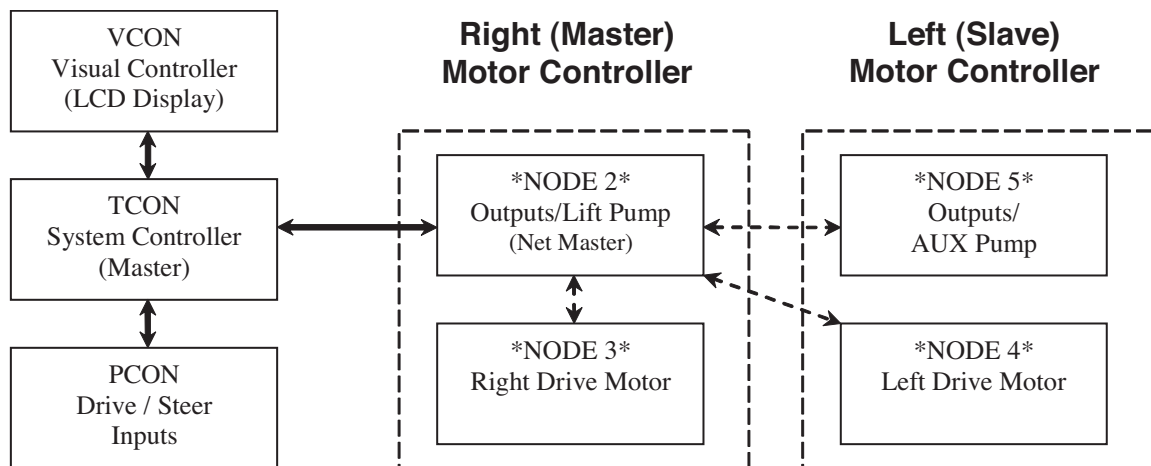 VCON
Visual Controller
(LCD Display)
TCON
System Controller
(Master)
PCON
Drive / Steer
Inputs
Right (Master)
Motor Controller
*NODE 2*
Outputs/Lift Pump
(Net Master)
*NODE 3*
Right Drive Motor
Left (Slave)
Motor Controller
*NODE 5*
Outputs/
AUX Pump
*NODE 4*
Left Drive Motor